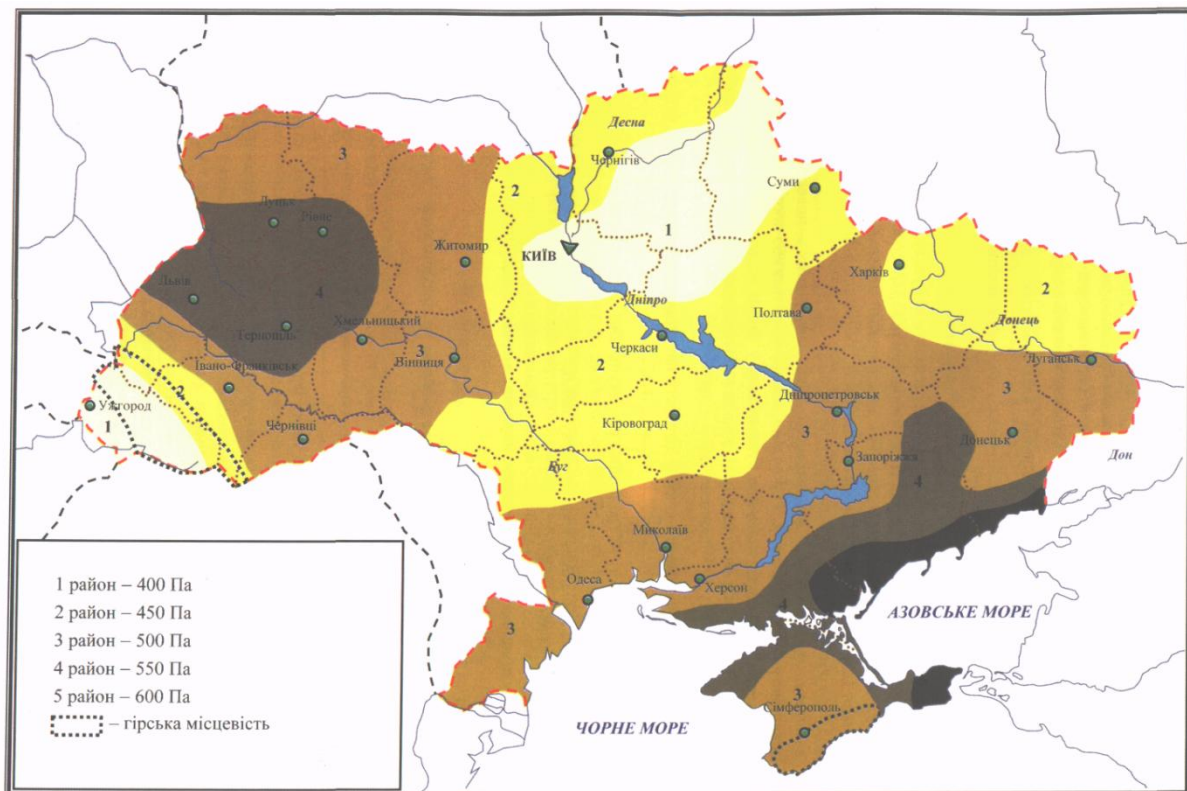 Десна
3
Чернігів
2
Суми
Луцьк
Рівне
1
Житомир
КИЇВ
Харків
2
Львів
4
Дніпро
Полтава
Донець
Хмельницький
Тернопіль
Черкаси
3
Вінниця
2
Луганськ
Івано-Франківськ
2
3
Ужгород
Дніпропетровськ
1
Кіровоград
3
Чернівці
Донецьк
Дон
Буг
Запоріжжя
4
Миколаїв
Одеса
Херсон
4
АЗОВСЬКЕ МОРЕ
3
3
Сімферополь
ЧОРНЕ МОРЕ
1 район – 400 Па
2 район – 450 Па
3 район – 500 Па
4 район – 550 Па
5 район – 600 Па
– гірська місцевість